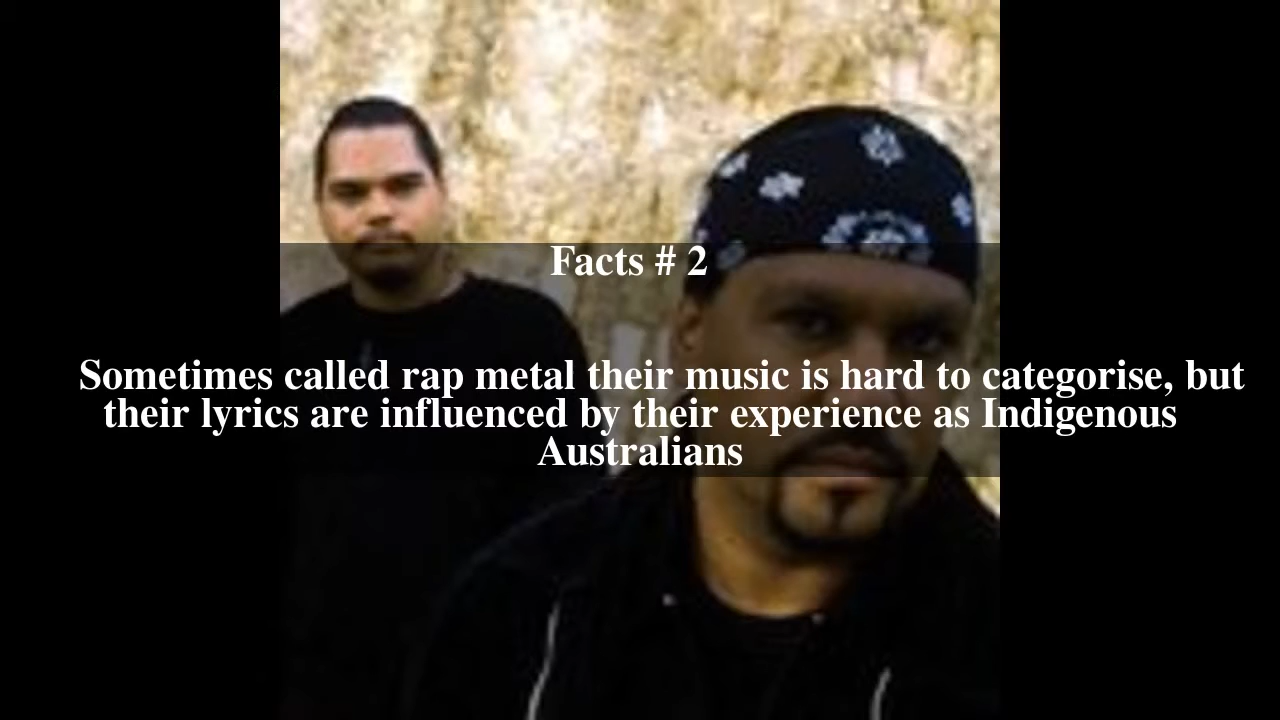 Facts # 2
Sometimes called rap metal their music is hard to categorise, but
their lyrics are influenced by their experience as Indigenous
Australians